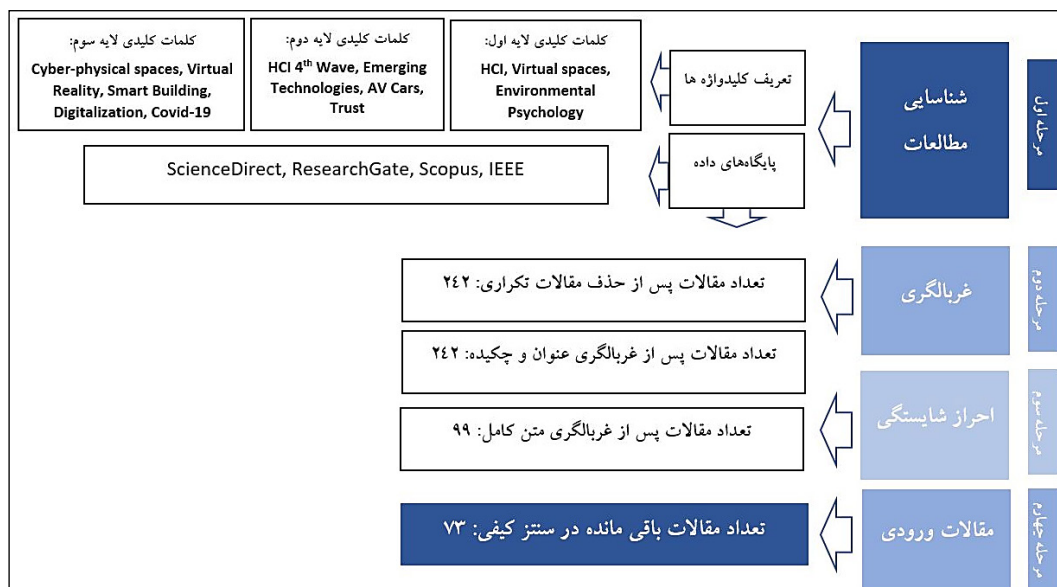 مرحله اول
شناسایی
مطالعات
تعریف کلیدواژه ها
کلمات کلیدی لایه اول:
HCI, Virtual spaces,
Environmental
Psychology
کلمات کلیدی لایه دوم:
HCI 4th Wave, Emerging
Technologies, AV Cars,
Trust
کلمات کلیدی لایه سوم:
Cyber-physical spaces, Virtual
Reality, Smart Building,
Digitalization, Covid-19
پایگاه‌های داده
ScienceDirect, ResearchGate, Scopus, IEEE
مرحله دوم
غربالگری
تعداد مقالات پس از حذف مقالات تکراری: ۲۴۲
تعداد مقالات پس از غربالگری عنوان و چکیده: ۲۴۲
مرحله سوم
احراز شایستگی
تعداد مقالات پس از غربالگری متن کامل: ۹۹
مرحله چهارم
مقالات ورودی
تعداد مقالات باقی مانده در سنتز کیفی: ۷۳